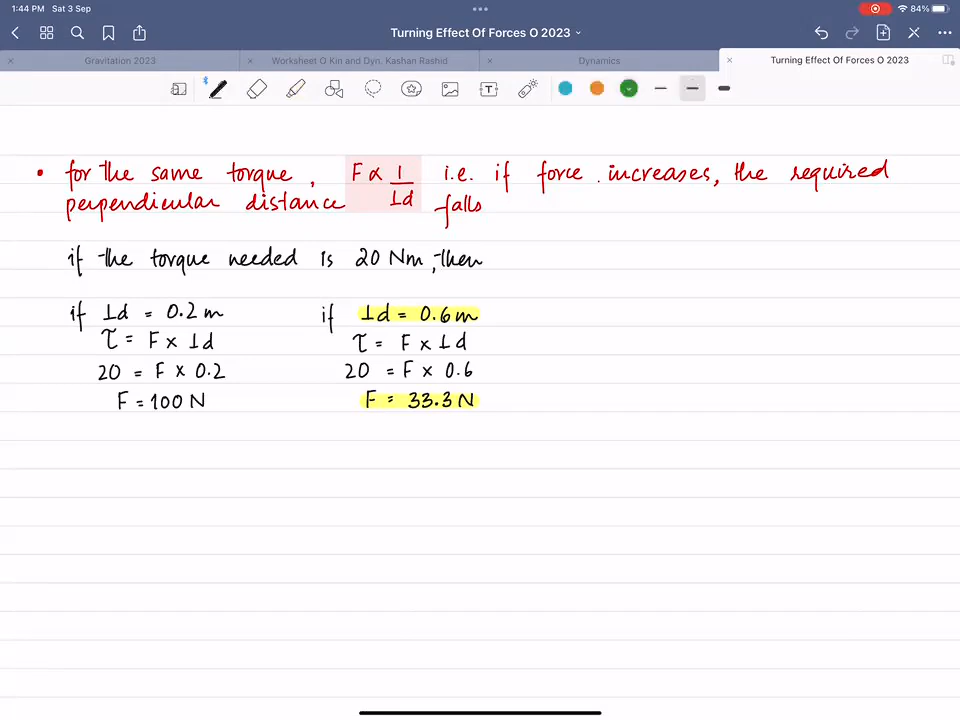 1:44 PM Sat 3 Sep
84%
Turning Effect Of Forces O 2023
Gravitation 2023
Worksheet O Kin and Dyn. Kashan Rashid
Dynamics
Turning Effect Of Forces O 2023
• for the same torque, F ∝ 1/⊥d i.e. if force increases, the required
perpendicular distance falls
if the torque needed is 20 Nm, then
if ⊥d = 0.2 m
τ = F × ⊥d
20 = F × 0.2
F = 100 N
if ⊥d = 0.6 m
τ = F × ⊥d
20 = F × 0.6
F = 33.3 N